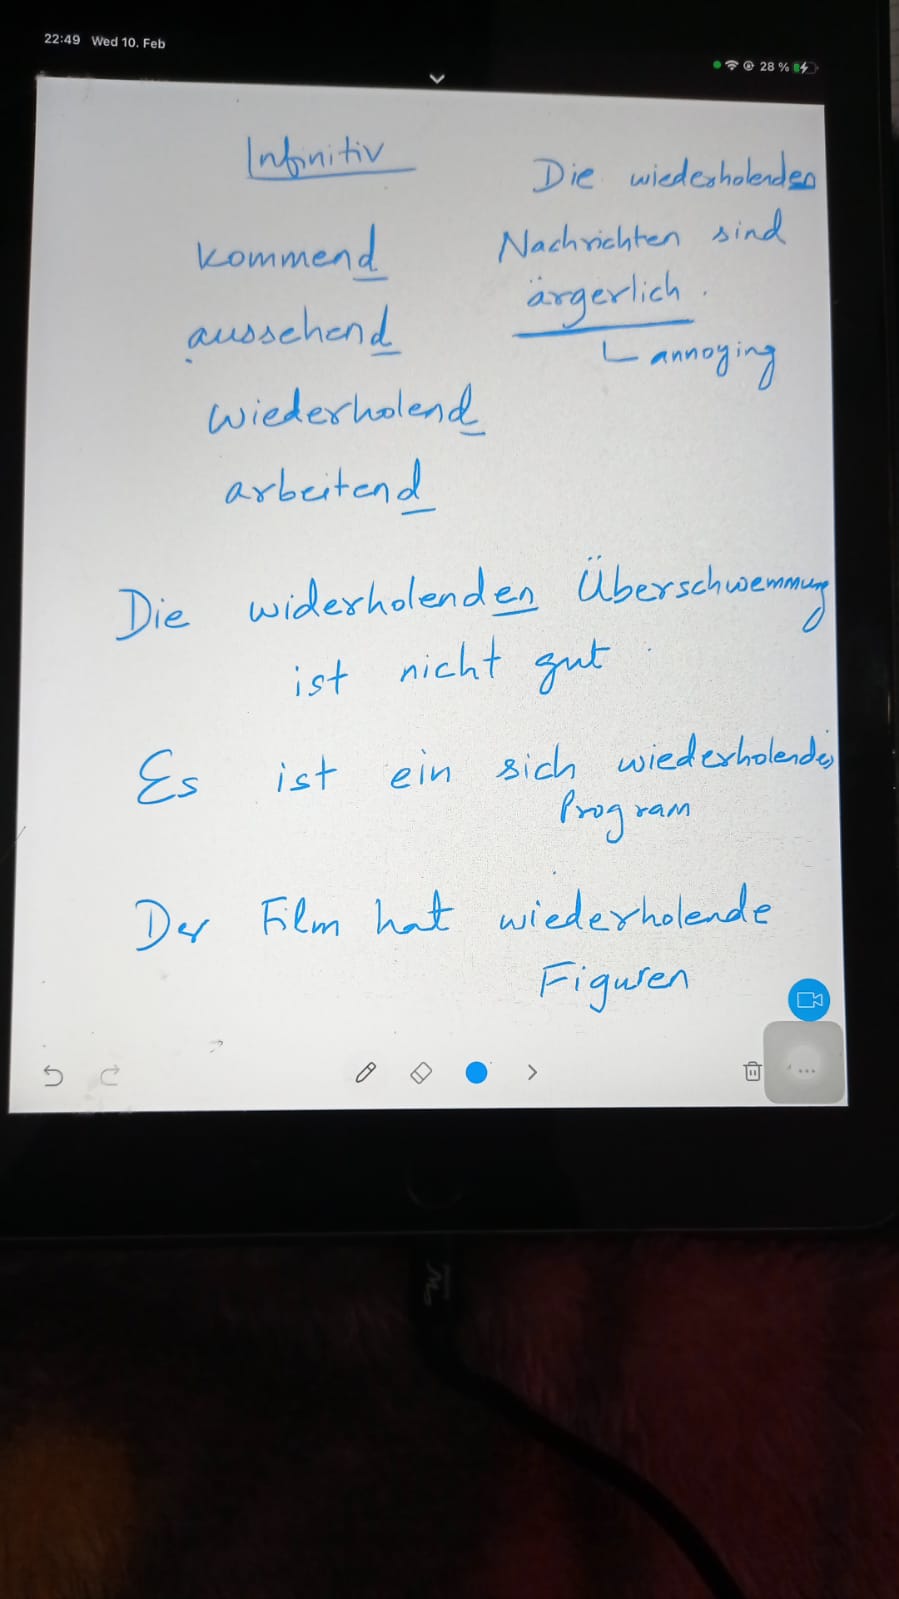 22:49 Wed 10. Feb
28 %
Infinitiv
kommend
aussehend
wiederholend
arbeitend
Die wiederholenden
Nachrichten sind
ärgerlich.
annoying
Die widerholenden Überschwemmung
ist nicht gut
Es ist ein sich wiederholendes
Program
Der Film hat wiederholende
Figuren